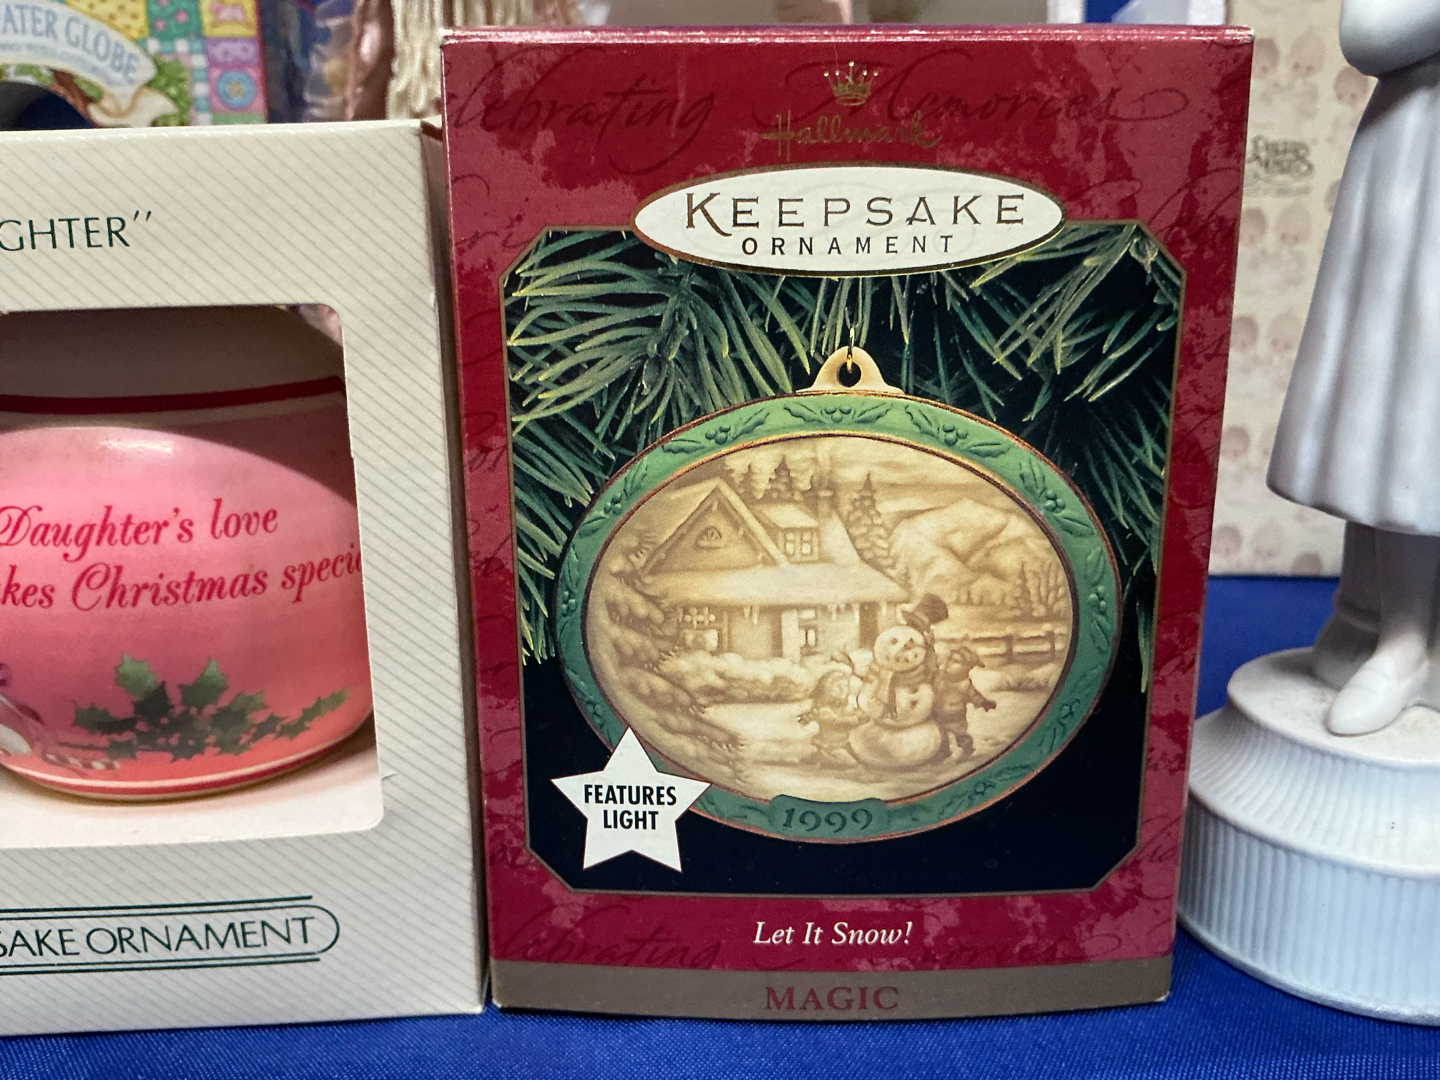 ATER GLOBE
GHTER"
Daughter's love
kes Christmas speci
SAKE ORNAMENT
Celebrating Memories
Hallmark
KEEPSAKE
ORNAMENT
FEATURES
LIGHT
1999
Let It Snow!
MAGIC